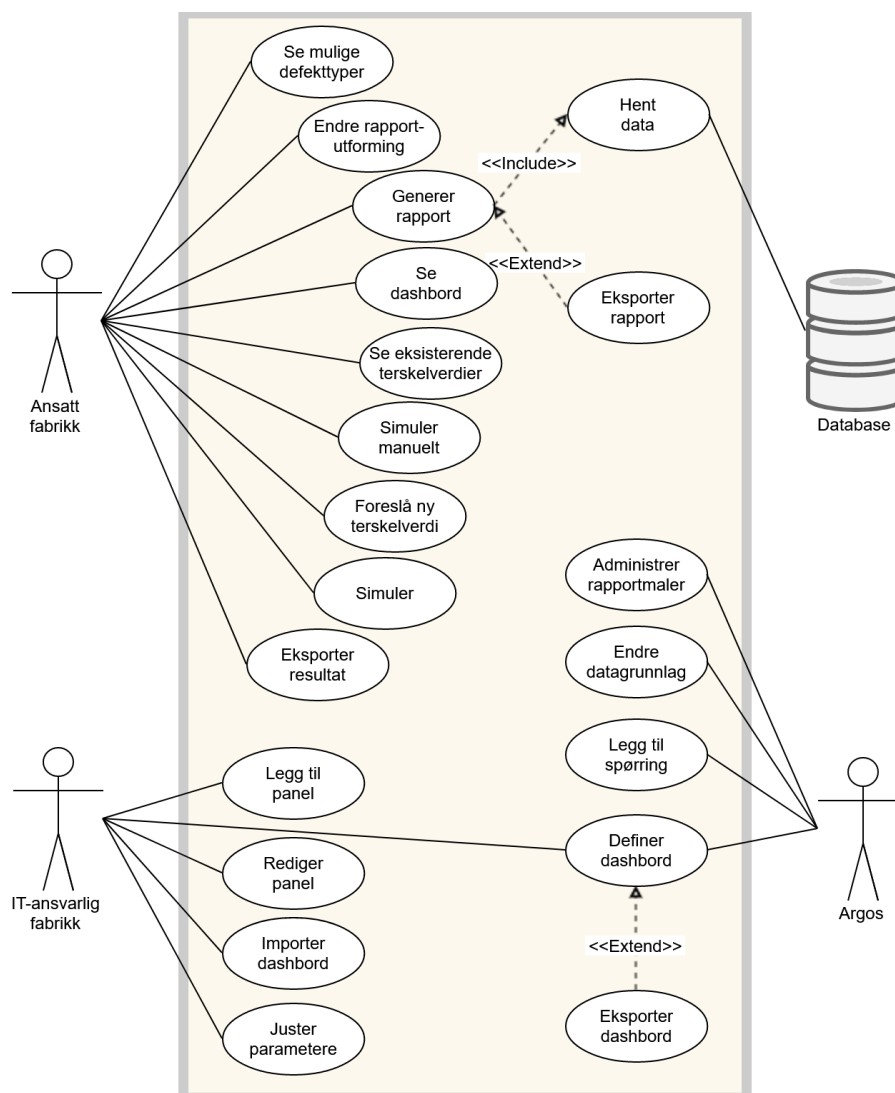 Se mulige
defekttyper
Hent
data
Endre rapport-
utforming
<<Include>>
Generer
rapport
<<Extend>>
Se
dashbord
Eksporter
rapport
Se eksisterende
terskelverdier
Ansatt
fabrikk
Database
Simuler
manuelt
Foreslå ny
terskelverdi
Administrer
rapportmaler
Simuler
Eksporter
resultat
Endre
datagrunnlag
Legg til
spørring
Legg til
panel
Definer
dashbord
Rediger
panel
IT-ansvarlig
fabrikk
Argos
Importer
dashbord
<<Extend>>
Juster
parametere
Eksporter
dashbord